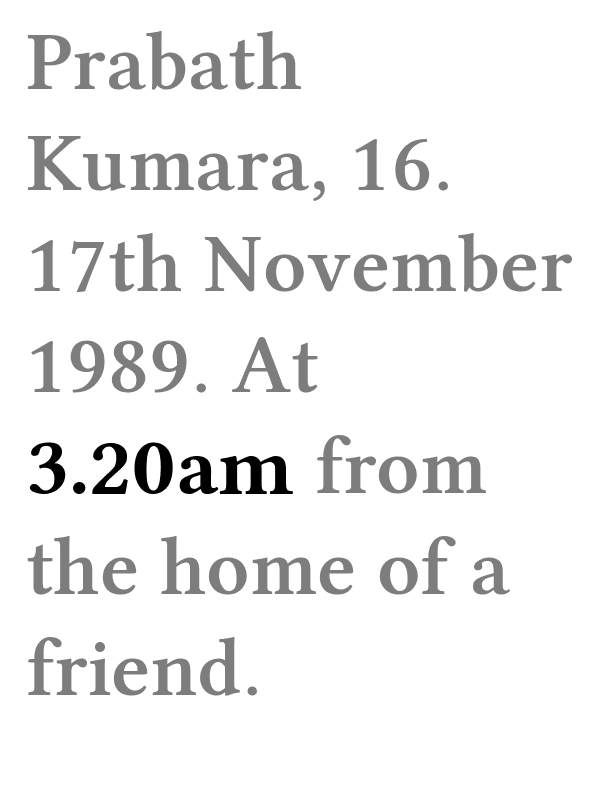 Prabath
Kumara, 16.
17th November
1989. At
3.20am from
the home of a
friend.